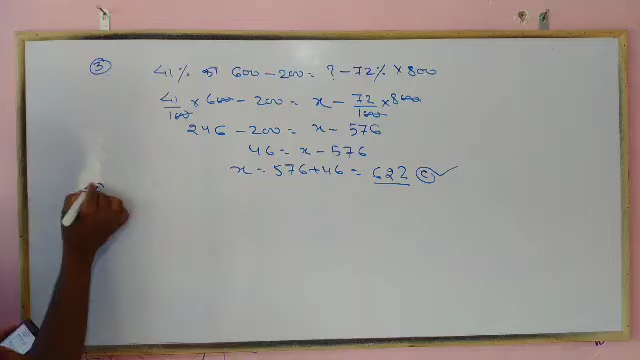 ③ 41% का 600 - 200 = ? - 72% × 800
41/100 × 600 - 200 = x - 72/100 × 800
246 - 200 = x - 576
46 = x - 576
x = 576 + 46 = 622 ⓒ ✓